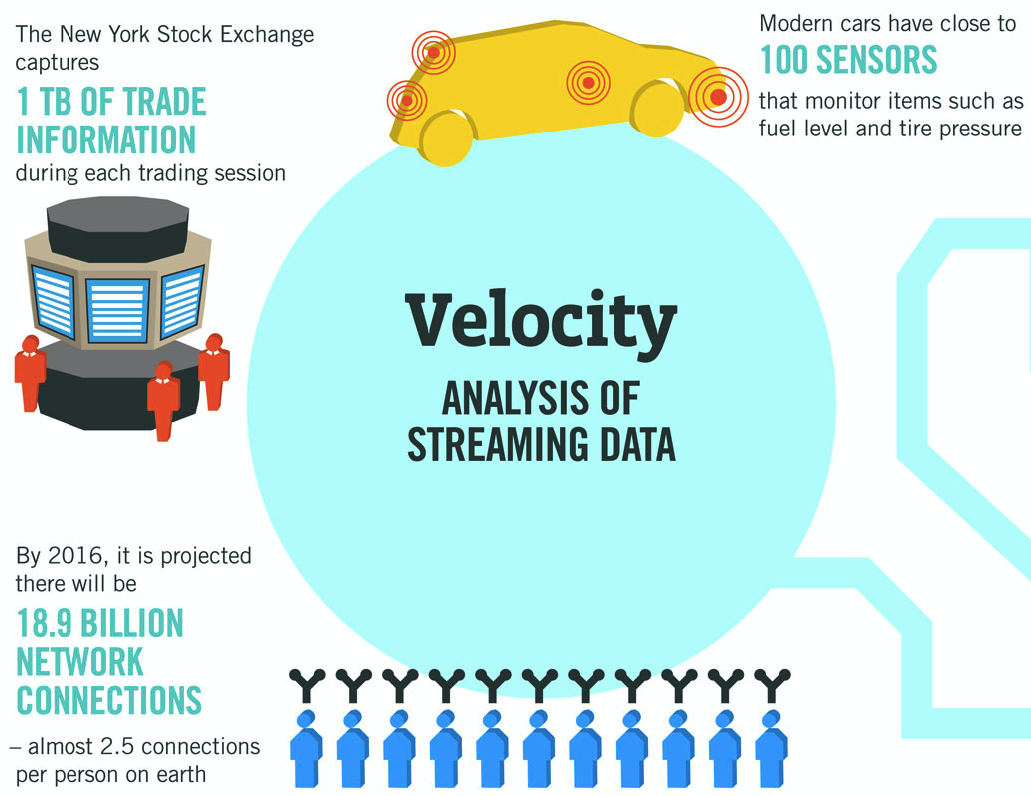 The New York Stock Exchange
captures
1 TB OF TRADE
INFORMATION
during each trading session
Modern cars have close to
100 SENSORS
that monitor items such as
fuel level and tire pressure
Velocity
ANALYSIS OF
STREAMING DATA
By 2016, it is projected
there will be
18.9 BILLION
NETWORK
CONNECTIONS
– almost 2.5 connections
per person on earth